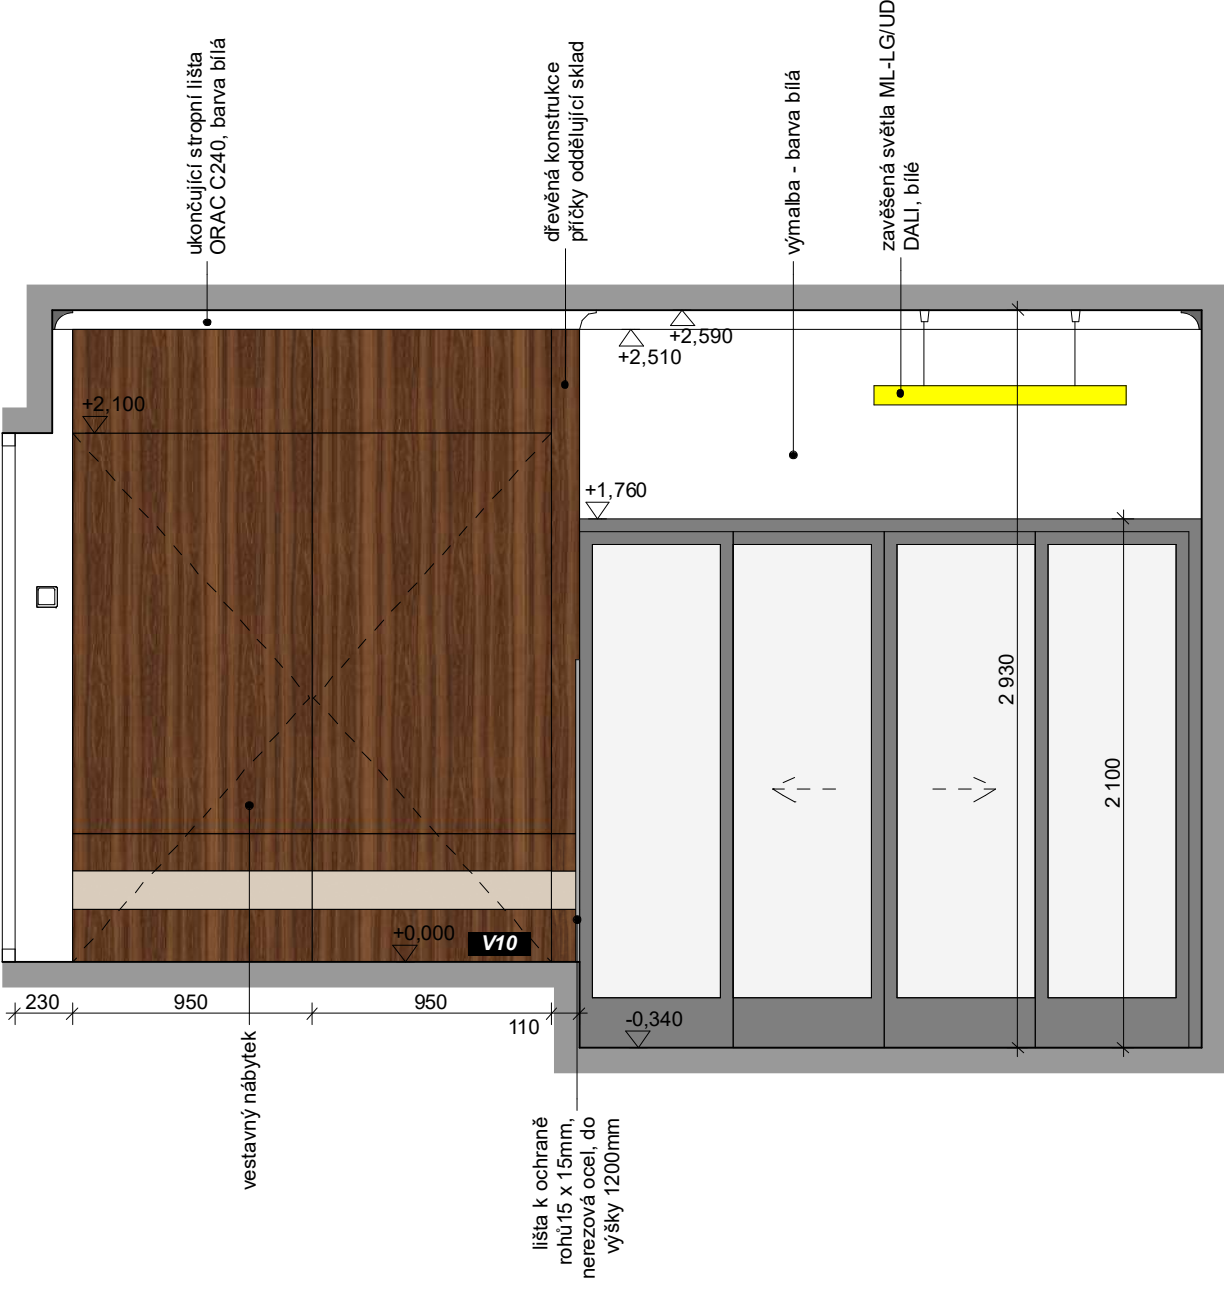 ukončující stropní lišta
ORAC C240, barva bílá
dřevěná konstrukce
příčky oddělující sklad
výmalba - barva bílá
zavěšená světla ML-LG/UD
DALI, bílé
+2,590
+2,510
+2,100
+1,760
2 930
2 100
+0,000
V10
-0,340
230
950
950
110
vestavný nábytek
lišta k ochraně
rohů15 x 15mm,
nerezová ocel, do
výšky 1200mm